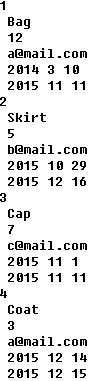 1
Bag
12
a@mail.com
2014 3 10
2015 11 11
2
Skirt
5
b@mail.com
2015 10 29
2015 12 16
3
Cap
7
c@mail.com
2015 11 1
2015 11 11
4
Coat
3
a@mail.com
2015 12 14
2015 12 15